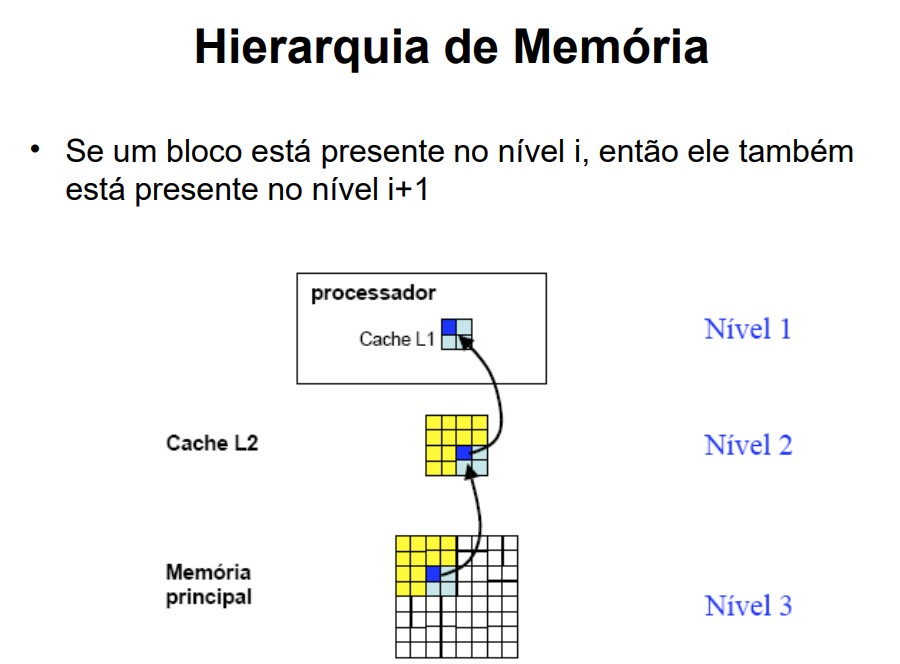 Hierarquia de Memória
• Se um bloco está presente no nível i, então ele também
está presente no nível i+1
processador
Cache L1
Nível 1
Cache L2
Nível 2
Memória
principal
Nível 3